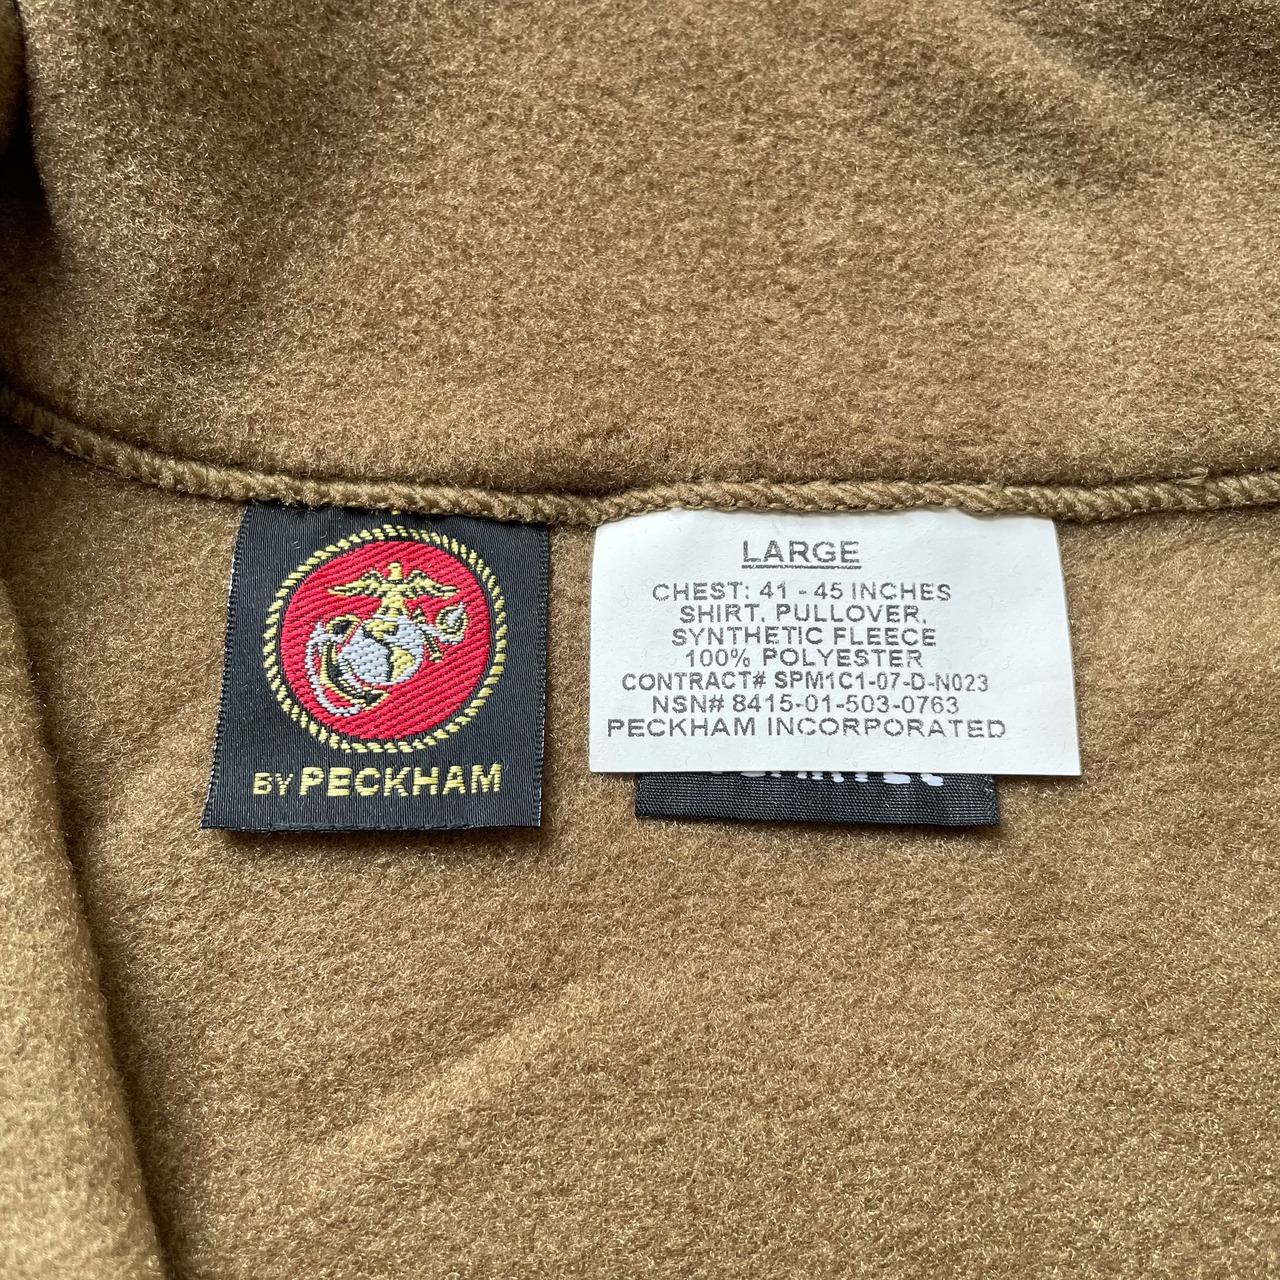 BY PECKHAM
LARGE
CHEST: 41 - 45 INCHES
SHIRT, PULLOVER,
SYNTHETIC FLEECE
100% POLYESTER
CONTRACT# SPM1C1-07-D-N023
NSN# 8415-01-503-0763
PECKHAM INCORPORATED